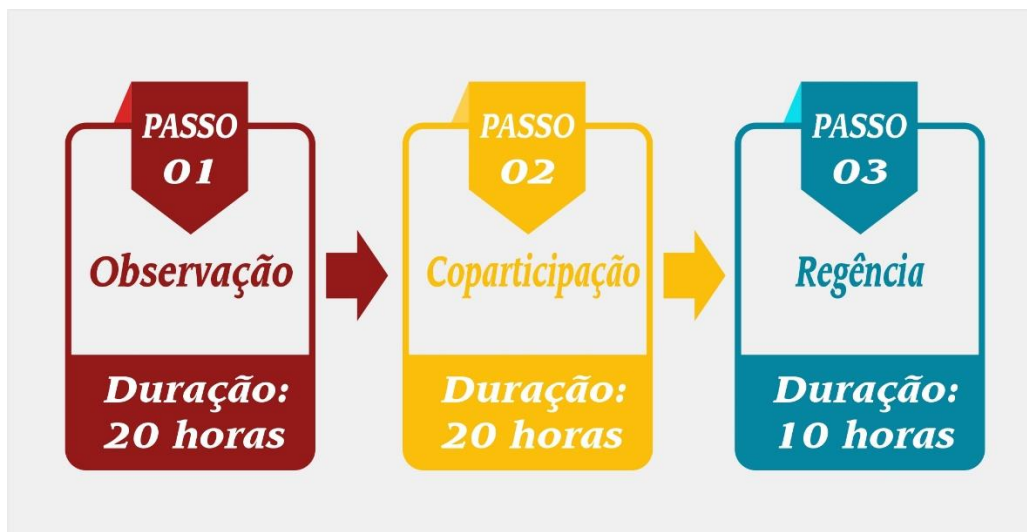 PASSO
01
Observação
Duração:
20 horas
PASSO
02
Coparticipação
Duração:
20 horas
PASSO
03
Regência
Duração:
10 horas